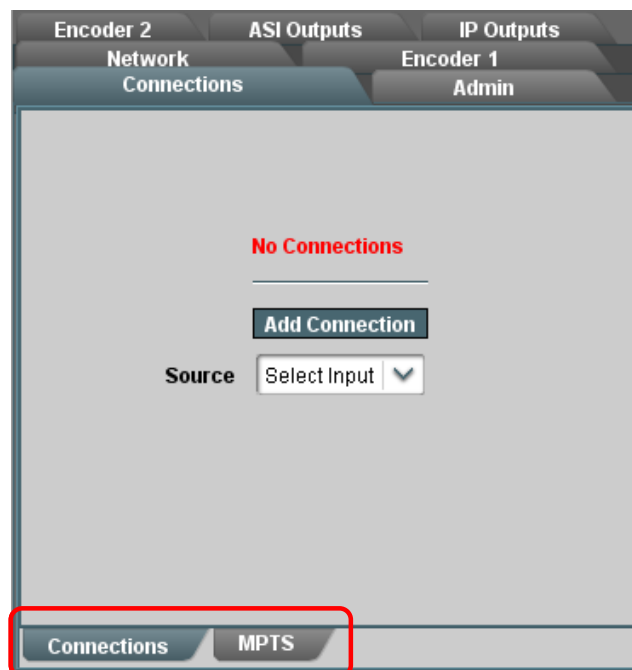 Encoder 2 ASI Outputs IP Outputs
Network Encoder 1
Connections Admin
No Connections
Add Connection
Source Select Input
Connections MPTS